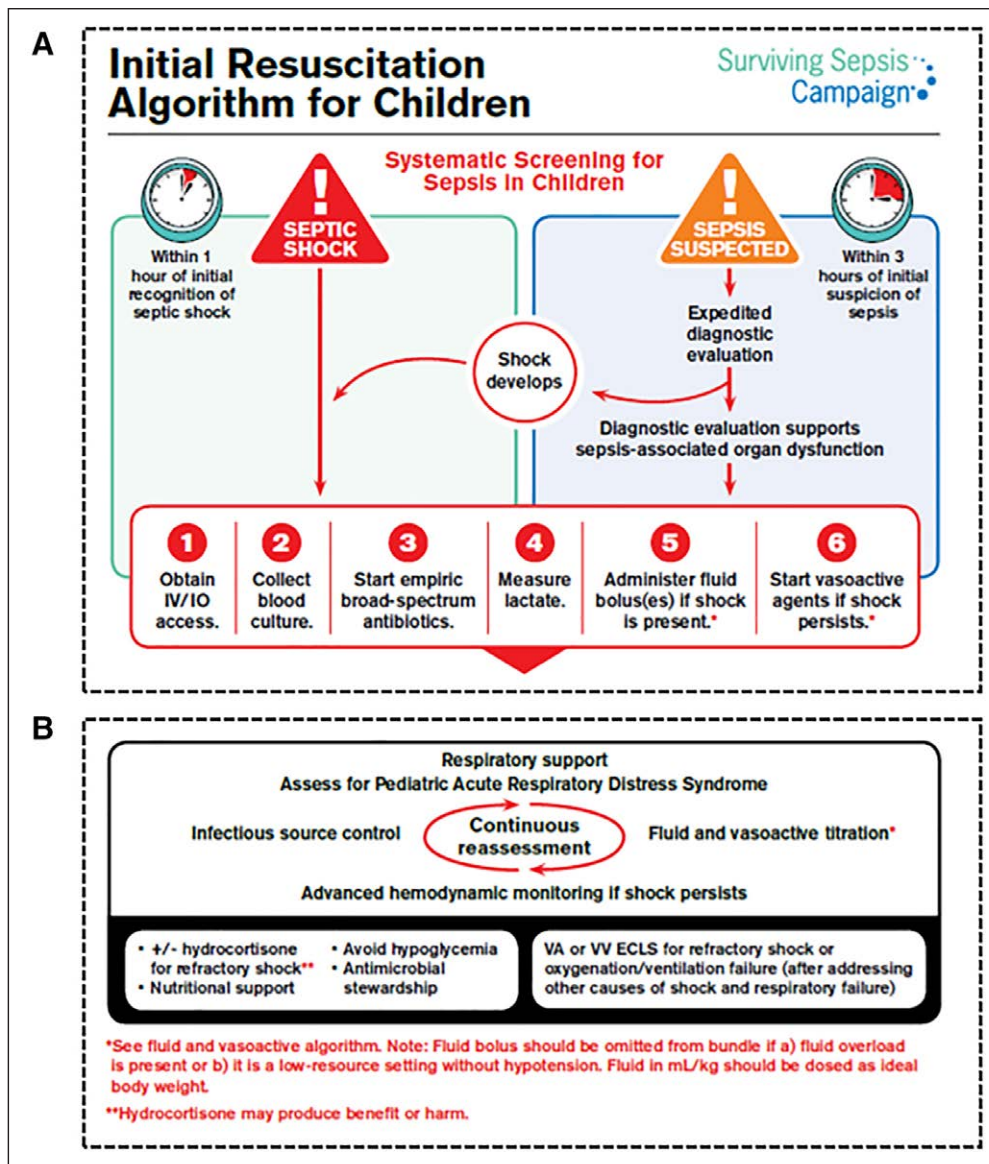 A
Initial Resuscitation
Algorithm for Children
Surviving Sepsis
Campaign
Systematic Screening for
Sepsis in Children
!
SEPTIC
SHOCK
!
SEPSIS
SUSPECTED
Within 1
hour of initial
recognition of
septic shock
Within 3
hours of initial
suspicion of
sepsis
Expedited
diagnostic
evaluation
Shock
develops
Diagnostic evaluation supports
sepsis-associated organ dysfunction
1
Obtain
IV/IO
access.
2
Collect
blood
culture.
3
Start empiric
broad-spectrum
antibiotics.
4
Measure
lactate.
5
Administer fluid
bolus(es) if shock
is present.*
6
Start vasoactive
agents if shock
persists.*
B
Respiratory support
Assess for Pediatric Acute Respiratory Distress Syndrome
Infectious source control
Continuous
reassessment
Fluid and vasoactive titration*
Advanced hemodynamic monitoring if shock persists
• +/- hydrocortisone
for refractory shock**
• Nutritional support
• Avoid hypoglycemia
• Antimicrobial
stewardship
VA or VV ECLS for refractory shock or
oxygenation/ventilation failure (after addressing
other causes of shock and respiratory failure)
*See fluid and vasoactive algorithm. Note: Fluid bolus should be omitted from bundle if a) fluid overload
is present or b) it is a low-resource setting without hypotension. Fluid in mL/kg should be dosed as ideal
body weight.
**Hydrocortisone may produce benefit or harm.